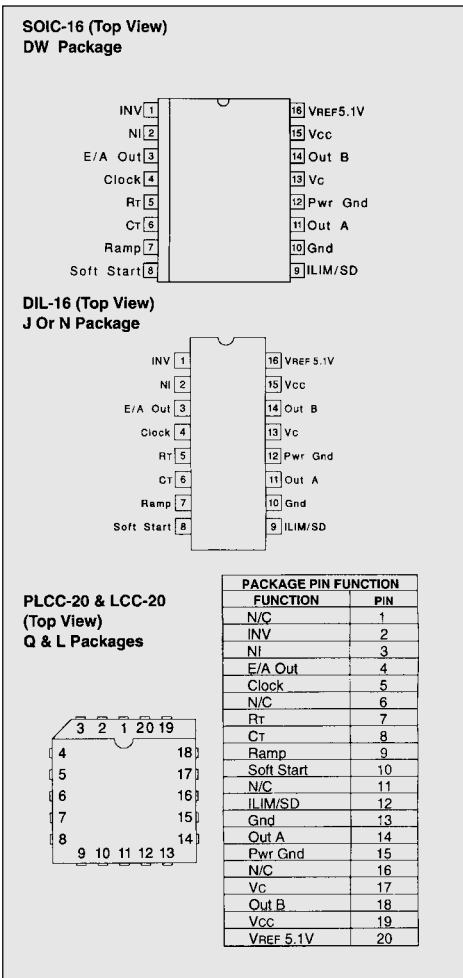 SOIC-16 (Top View)
DW Package
INV 1 16 VREF5.1V
NI 2 15 Vcc
E/A Out 3 14 Out B
Clock 4 13 Vc
RT 5 12 Pwr Gnd
CT 6 11 Out A
Ramp 7 10 Gnd
Soft Start 8 9 ILIM/SD
DIL-16 (Top View)
J Or N Package
INV 1 16 VREF 5.1V
NI 2 15 Vcc
E/A Out 3 14 Out B
Clock 4 13 Vc
RT 5 12 Pwr Gnd
CT 6 11 Out A
Ramp 7 10 Gnd
Soft Start 8 9 ILIM/SD
PLCC-20 & LCC-20
(Top View)
Q & L Packages
3 2 1 20 19
4 18
5 17
6 16
7 15
8 14
9 10 11 12 13
PACKAGE PIN FUNCTION
FUNCTION PIN
N/C 1
INV 2
NI 3
E/A Out 4
Clock 5
N/C 6
RT 7
CT 8
Ramp 9
Soft Start 10
N/C 11
ILIM/SD 12
Gnd 13
Out A 14
Pwr Gnd 15
N/C 16
Vc 17
Out B 18
Vcc 19
VREF 5.1V 20